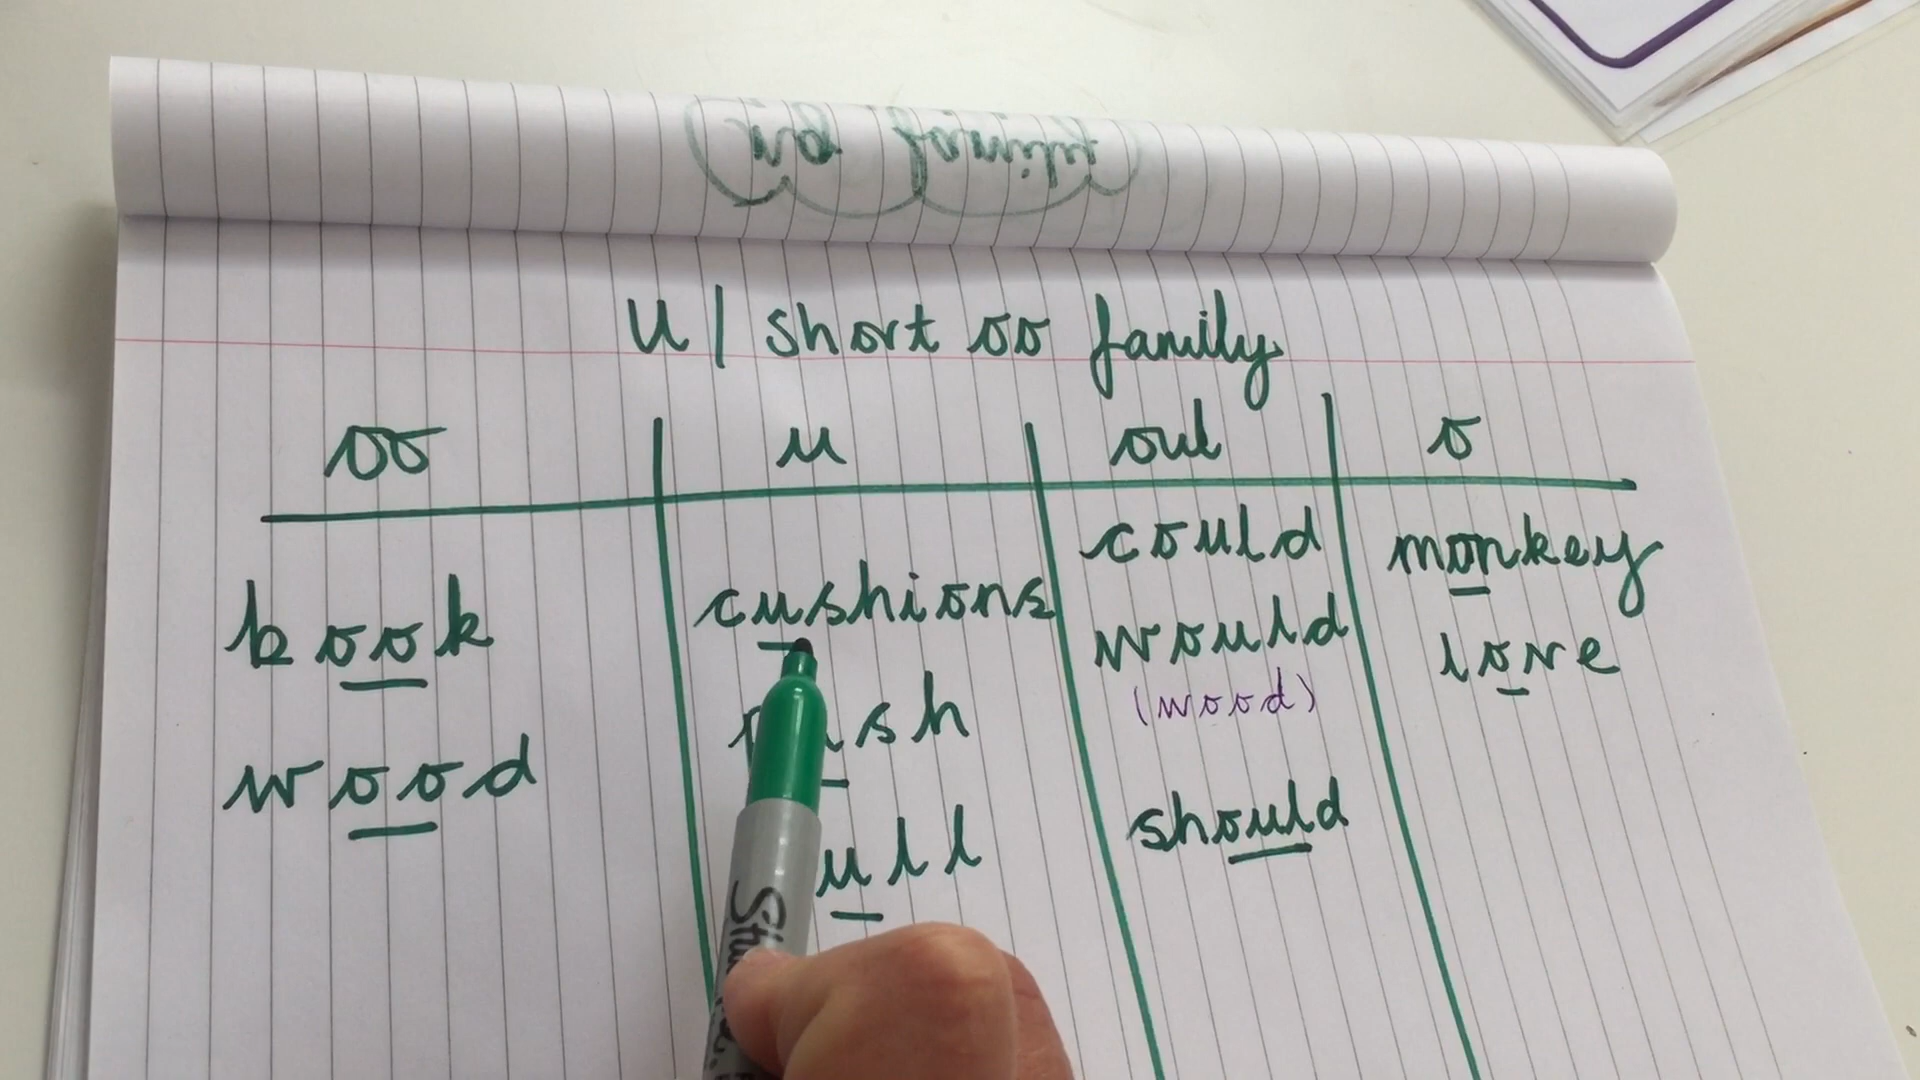 u / short oo family
oo u oul o
book cushions could monkey
wood would love
(wood)
should